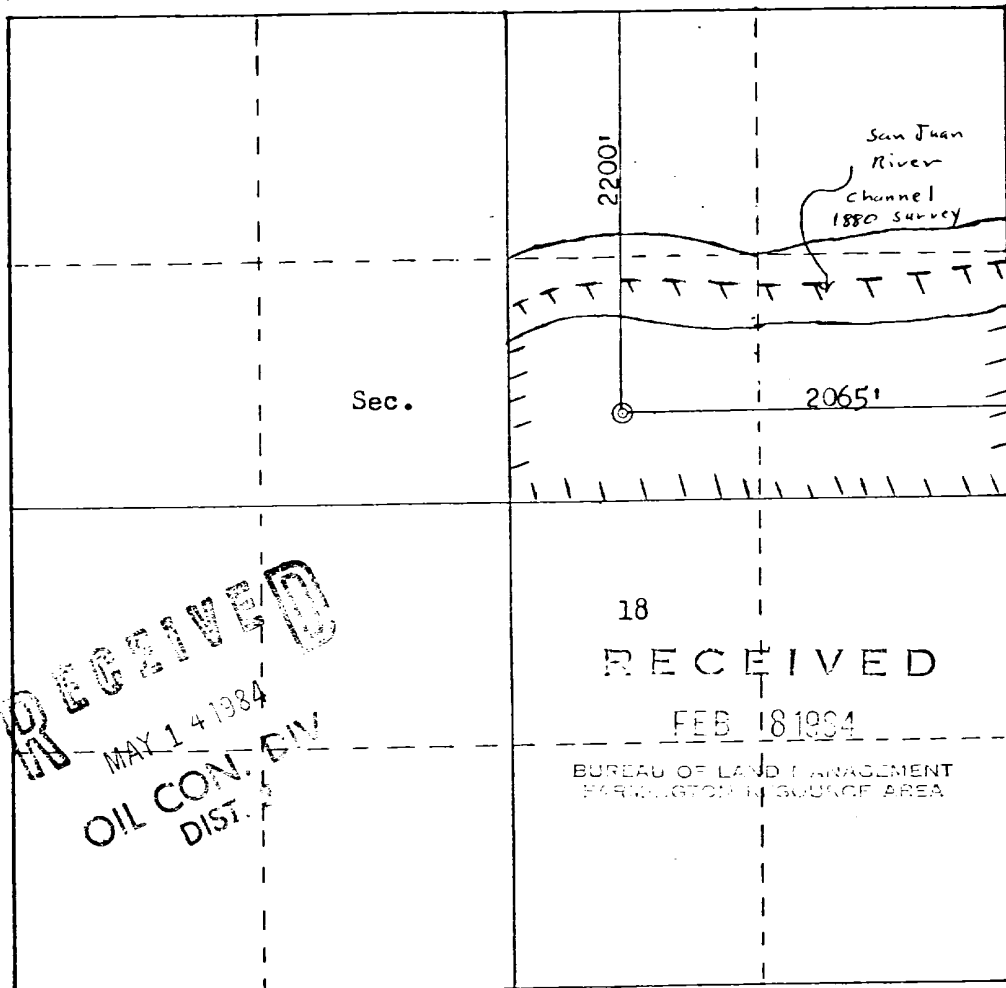 2200'
San Juan
River
Channel
1880 survey
Sec.
2065'
18
RECEIVED
MAY 14 1984
OIL CON. DIV
DIST.
RECEIVED
FEB 18 1984
BUREAU OF LAND MANAGEMENT
FARMINGTON RESOURCE AREA